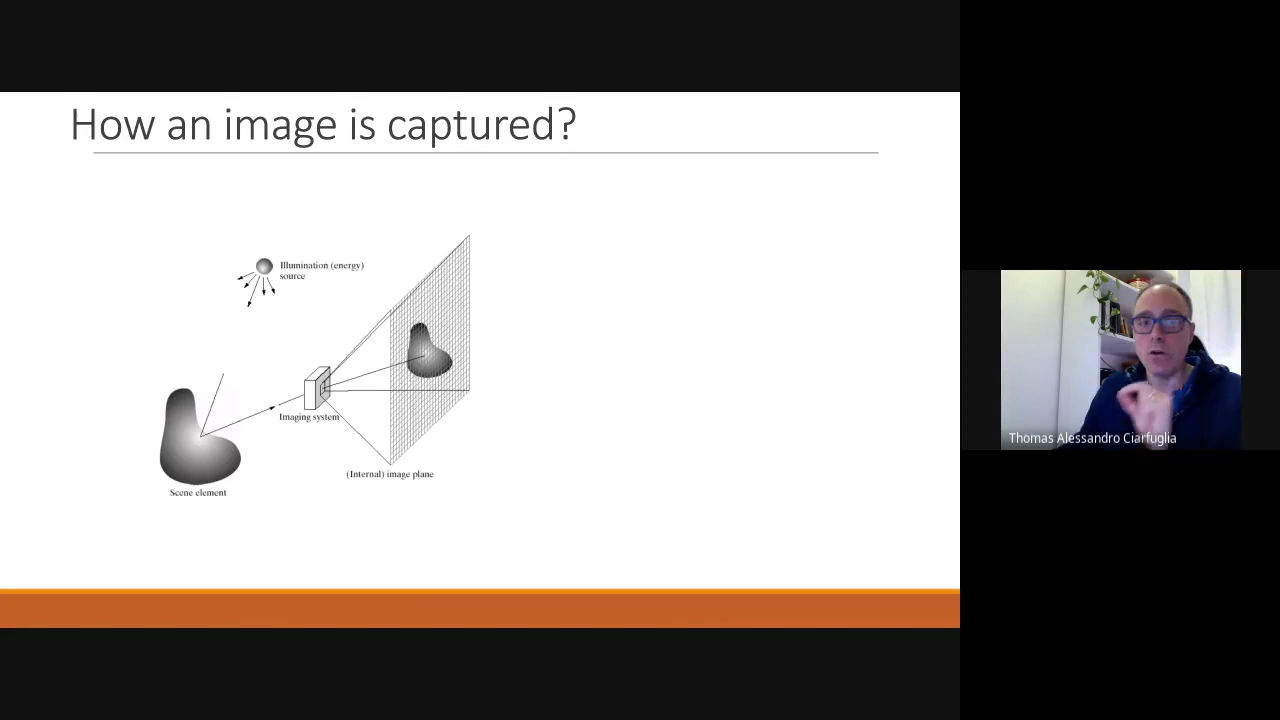 How an image is captured?
Illumination (energy)
source
Imaging system
(Internal) image plane
Scene element
Thomas Alessandro Ciarfuglia